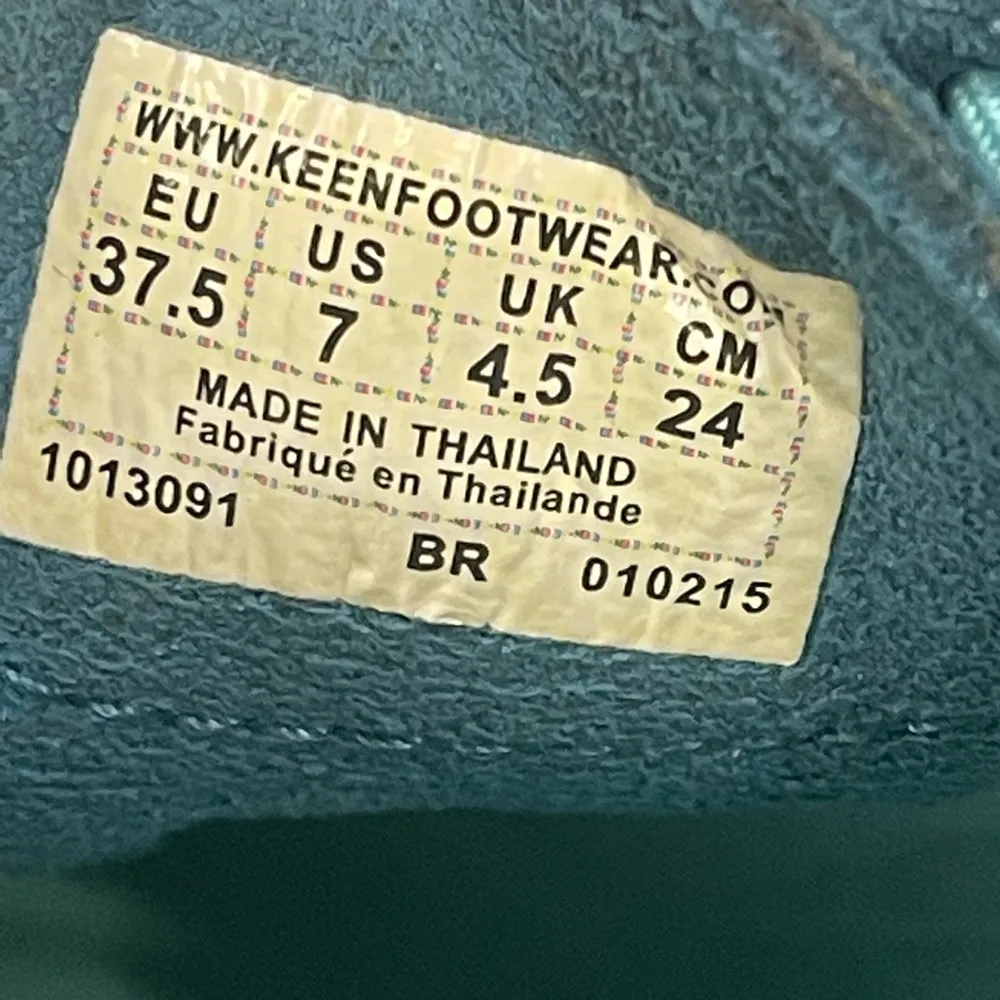 WWW.KEENFOOTWEAR.CO
EU US UK CM
37.5 7 4.5 24
MADE IN THAILAND
Fabriqué en Thailande
1013091 BR 010215